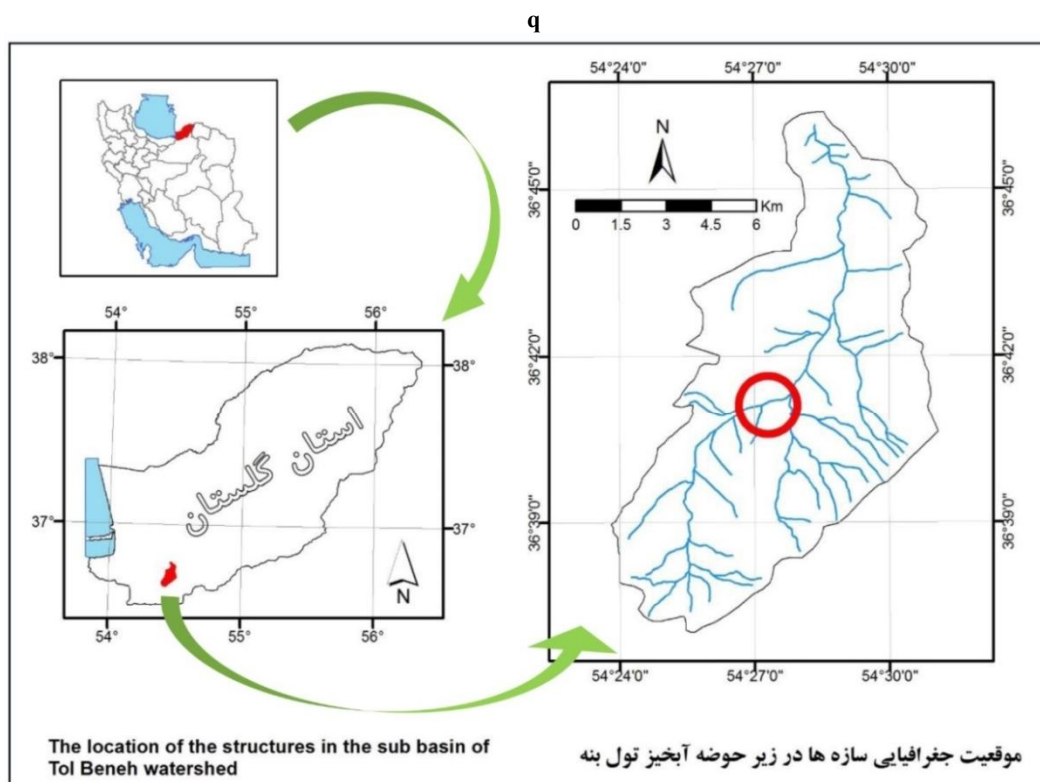 q
54°24'0" 54°27'0" 54°30'0"
N
Km
0 1.5 3 4.5 6
36°45'0" 36°45'0"
36°42'0" 36°42'0"
36°39'0" 36°39'0"
54°24'0" 54°27'0" 54°30'0"
54° 55° 56°
38° 38°
استان گلستان
37° 37°
N
54° 55° 56°
The location of the structures in the sub basin of
Tol Beneh watershed
موقعیت جغرافیایی سازه ها در زیر حوضه آبخیز تول بنه